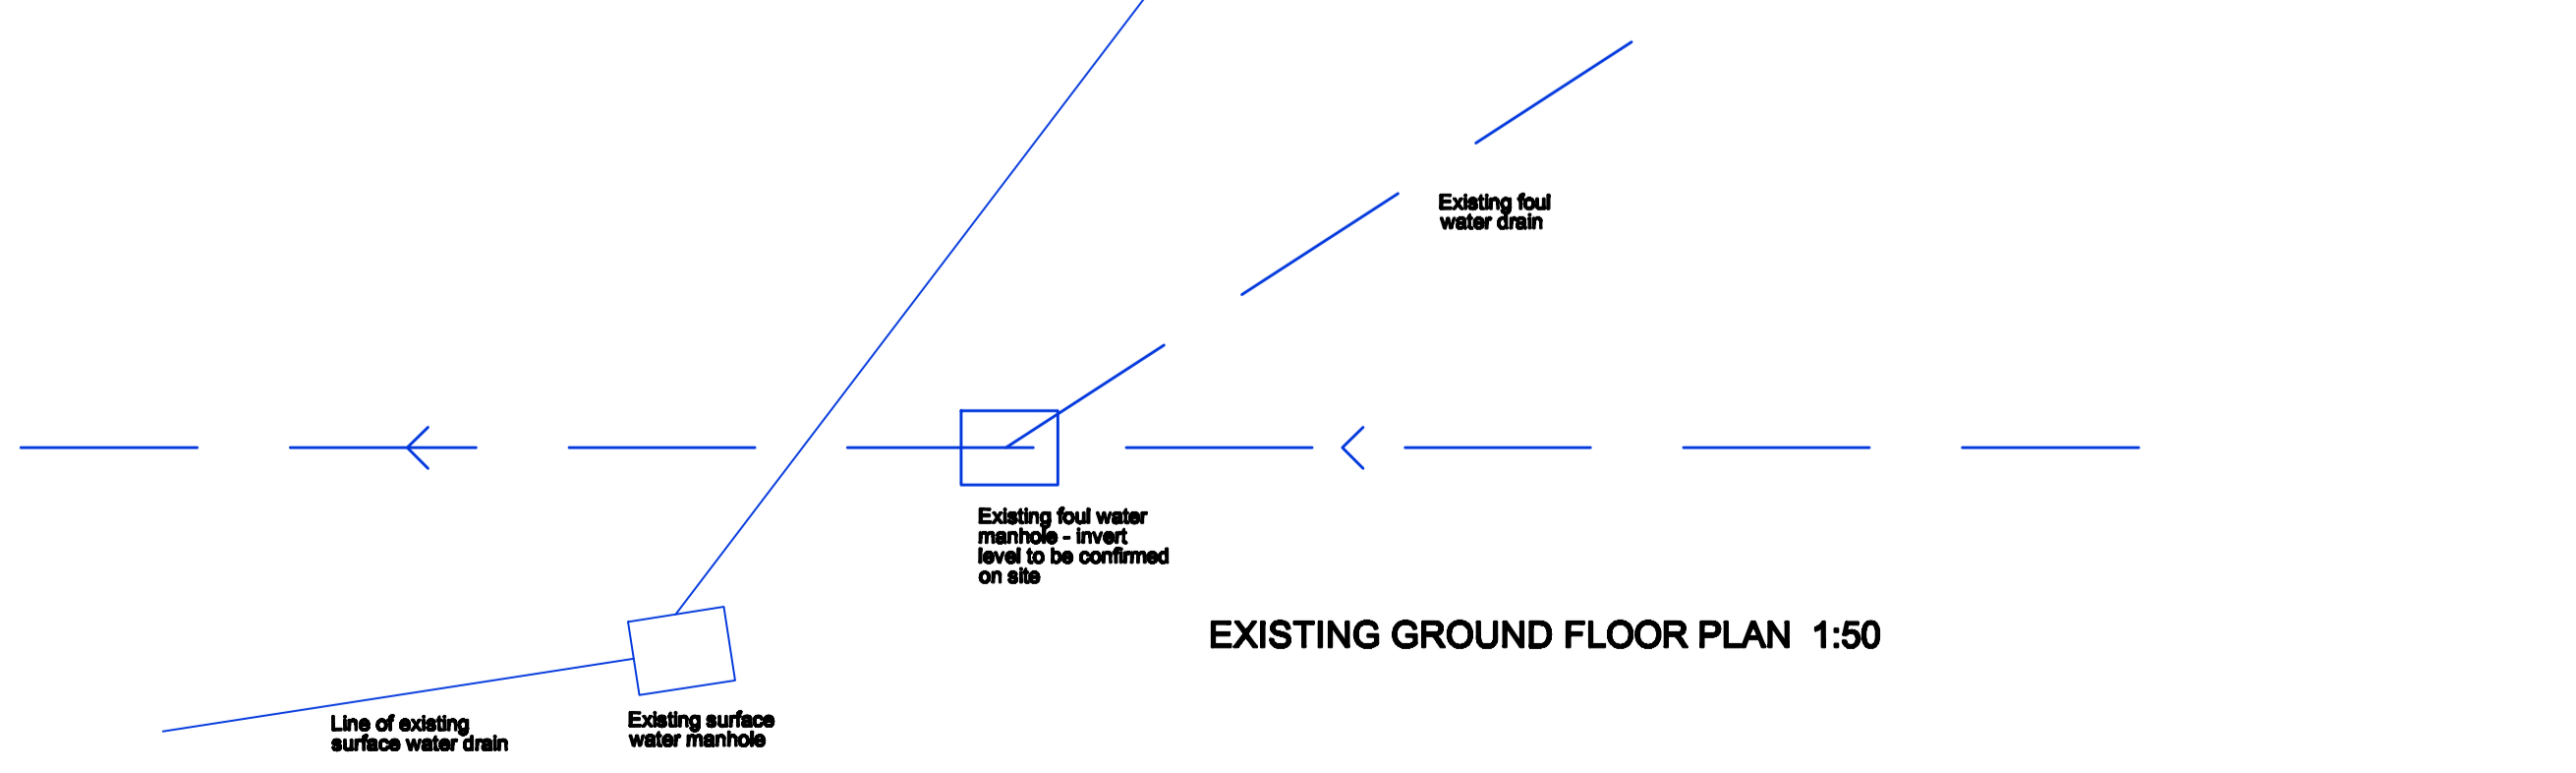 Existing foul
water drain
Existing foul water
manhole - invert
level to be confirmed
on site
EXISTING GROUND FLOOR PLAN 1:50
Line of existing
surface water drain
Existing surface
water manhole